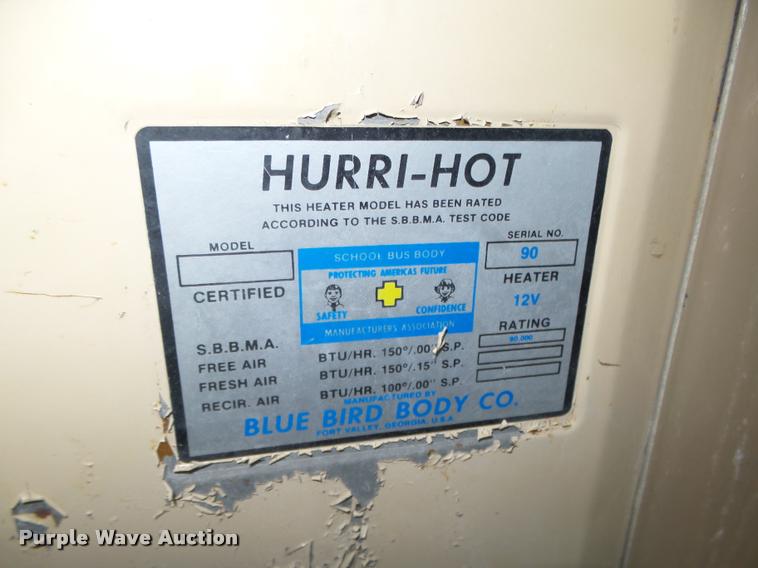 HURRI-HOT
THIS HEATER MODEL HAS BEEN RATED
ACCORDING TO THE S.B.B.M.A. TEST CODE
MODEL
CERTIFIED
SCHOOL BUS BODY
PROTECTING AMERICAS FUTURE
SAFETY
CONFIDENCE
MANUFACTURERS ASSOCIATION
SERIAL NO.
90
HEATER
12V
RATING
90,000
S.B.B.M.A.
FREE AIR BTU/HR. 150°/.00" S.P.
FRESH AIR BTU/HR. 150°/.15" S.P.
RECIR. AIR BTU/HR. 100°/.00" S.P.
MANUFACTURED BY
BLUE BIRD BODY CO.
FORT VALLEY, GEORGIA, U.S.A.
Purple Wave Auction